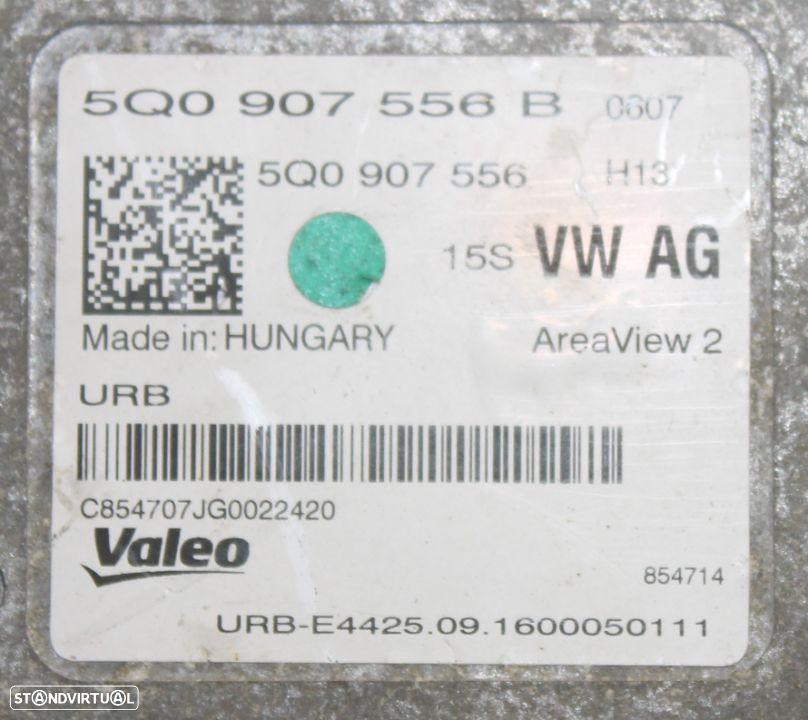 5Q0 907 556 B 0607
5Q0 907 556 H13
15S VW AG
Made in: HUNGARY AreaView 2
URB
C854707JG0022420
Valeo
854714
URB-E4425.09.1600050111
STANDVIRTUAL